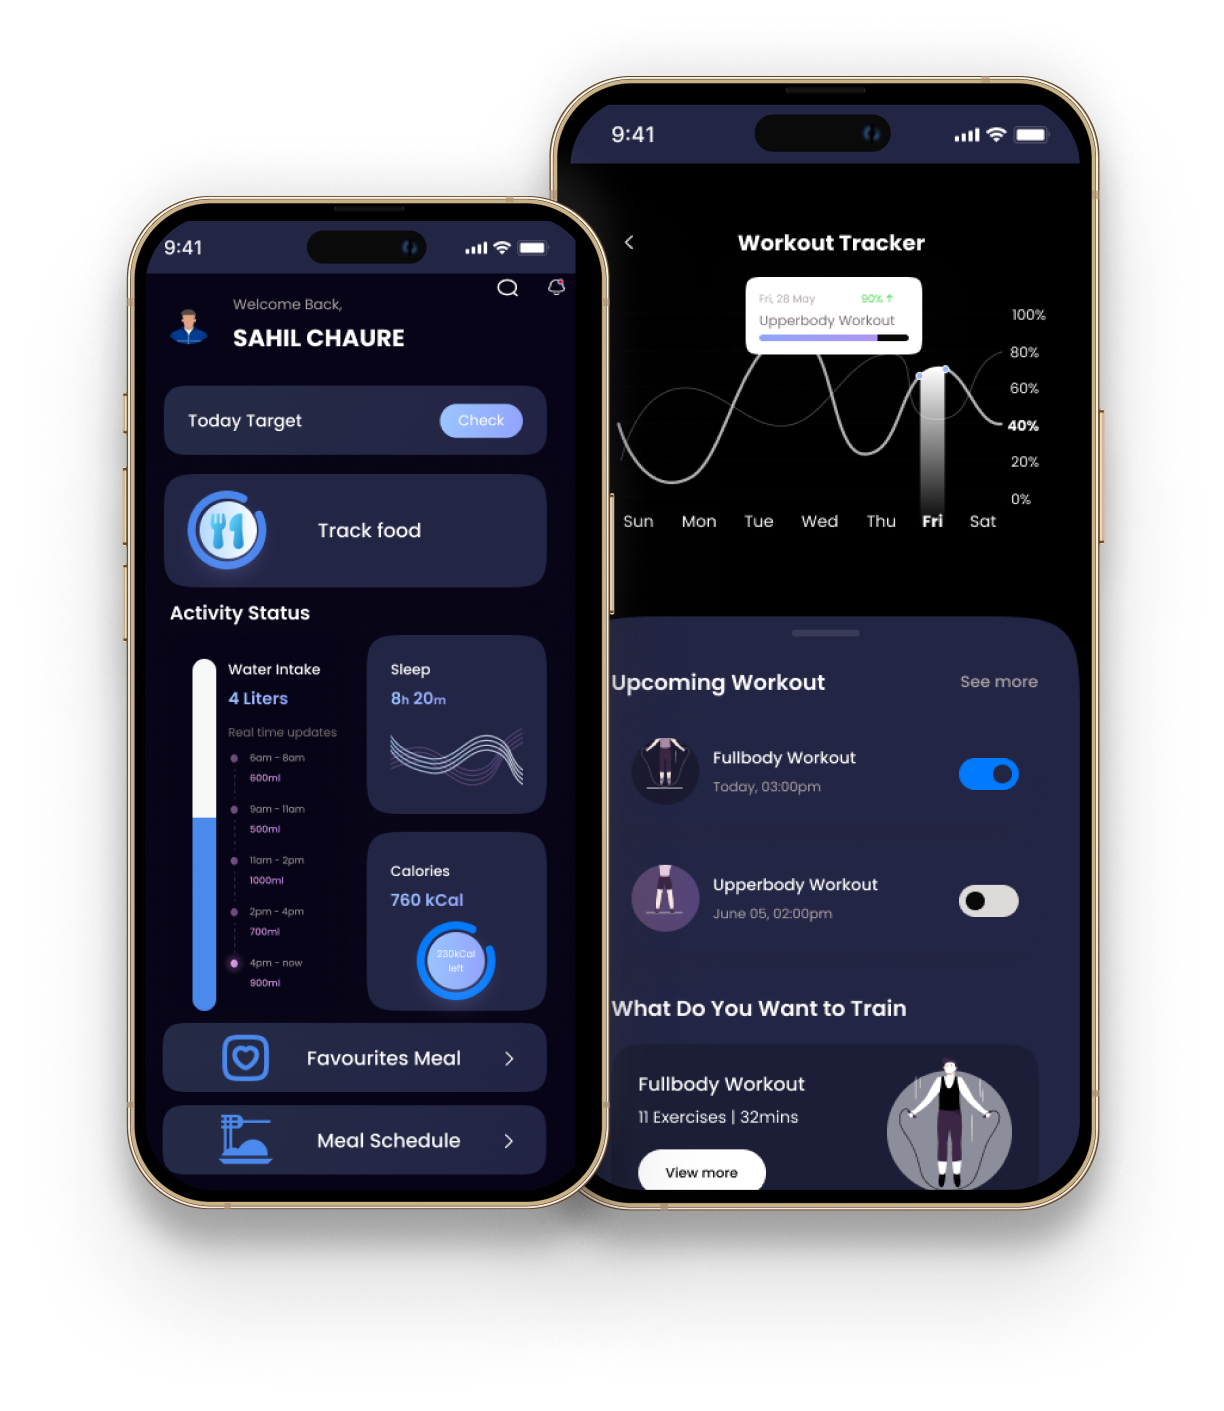 9:41
Welcome Back,
SAHIL CHAURE
Today Target
Check
Track food
Activity Status
Water Intake
4 Liters
Real time updates
6am - 8am
600ml
9am - 11am
500ml
11am - 2pm
1000ml
2pm - 4pm
700ml
4pm - now
900ml
Sleep
8h 20m
Calories
760 kCal
230kCal
left
Favourites Meal
Meal Schedule
9:41
Workout Tracker
Fri, 28 May 90% ↑
Upperbody Workout
100%
80%
60%
40%
20%
0%
Sun Mon Tue Wed Thu Fri Sat
Upcoming Workout See more
Fullbody Workout
Today, 03:00pm
Upperbody Workout
June 05, 02:00pm
What Do You Want to Train
Fullbody Workout
11 Exercises | 32mins
View more